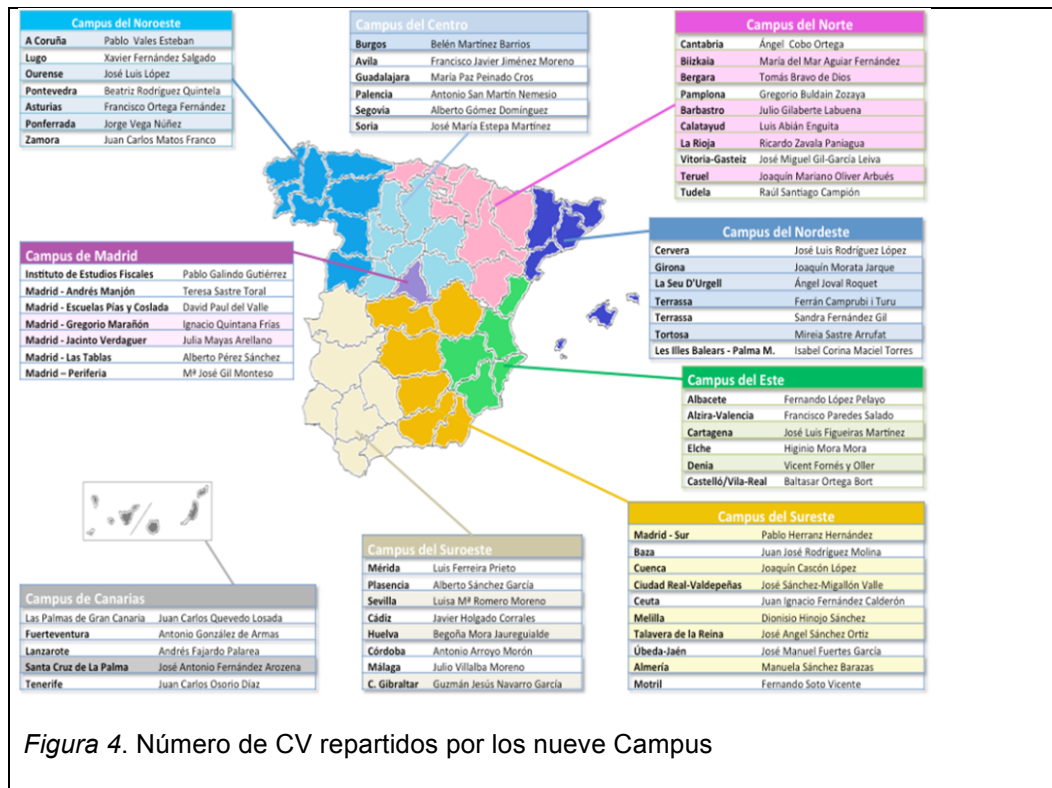 Campus del Noroeste
A Coruña Pablo Vales Esteban
Lugo Xavier Fernández Salgado
Ourense José Luis López
Pontevedra Beatriz Rodríguez Quintela
Asturias Francisco Ortega Fernández
Ponferrada Jorge Vega Núñez
Zamora Juan Carlos Matos Franco
Campus del Centro
Burgos Belén Martínez Barrios
Avila Francisco Javier Jiménez Moreno
Guadalajara María Paz Peinado Cros
Palencia Antonio San Martín Nemesio
Segovia Alberto Gómez Domínguez
Soria José María Estepa Martínez
Campus del Norte
Cantabria Ángel Cobo Ortega
Biizkaia María del Mar Aguiar Fernández
Bergara Tomás Bravo de Dios
Pamplona Gregorio Buldain Zozaya
Barbastro Julio Gilaberte Labuena
Calatayud Luis Abián Enguita
La Rioja Ricardo Zavala Paniagua
Vitoria-Gasteiz José Miguel Gil-García Leiva
Teruel Joaquín Mariano Oliver Arbués
Tudela Raúl Santiago Campión
Campus de Madrid
Instituto de Estudios Fiscales Pablo Galindo Gutiérrez
Madrid - Andrés Manjón Teresa Sastre Toral
Madrid - Escuelas Pías y Coslada David Paul del Valle
Madrid - Gregorio Marañón Ignacio Quintana Frías
Madrid - Jacinto Verdaguer Julia Mayas Arellano
Madrid - Las Tablas Alberto Pérez Sánchez
Madrid – Periferia Mª José Gil Monteso
Campus del Nordeste
Cervera José Luis Rodríguez López
Girona Joaquín Morata Jarque
La Seu D'Urgell Ángel Joval Roquet
Terrassa Ferrán Camprubi i Turu
Terrassa Sandra Fernández Gil
Tortosa Mireia Sastre Arrufat
Les Illes Balears - Palma M. Isabel Corina Maciel Torres
Campus del Este
Albacete Fernando López Pelayo
Alzira-Valencia Francisco Paredes Salado
Cartagena José Luis Figueiras Martínez
Elche Higinio Mora Mora
Denia Vicent Fornés y Oller
Castelló/Vila-Real Baltasar Ortega Bort
Campus del Sureste
Madrid - Sur Pablo Herranz Hernández
Baza Juan José Rodríguez Molina
Cuenca Joaquín Cascón López
Ciudad Real-Valdepeñas José Sánchez-Migallón Valle
Ceuta Juan Ignacio Fernández Calderón
Melilla Dionisio Hinojo Sánchez
Talavera de la Reina José Angel Sánchez Ortiz
Úbeda-Jaén José Manuel Fuertes García
Almería Manuela Sánchez Barazas
Motril Fernando Soto Vicente
Campus del Suroeste
Mérida Luis Ferreira Prieto
Plasencia Alberto Sánchez García
Sevilla Luisa Mª Romero Moreno
Cádiz Javier Holgado Corrales
Huelva Begoña Mora Jaureguialde
Córdoba Antonio Arroyo Morón
Málaga Julio Villalba Moreno
C. Gibraltar Guzmán Jesús Navarro García
Campus de Canarias
Las Palmas de Gran Canaria Juan Carlos Quevedo Losada
Fuerteventura Antonio González de Armas
Lanzarote Andrés Fajardo Palarea
Santa Cruz de La Palma José Antonio Fernández Arozena
Tenerife Juan Carlos Osorio Díaz
Figura 4. Número de CV repartidos por los nueve Campus